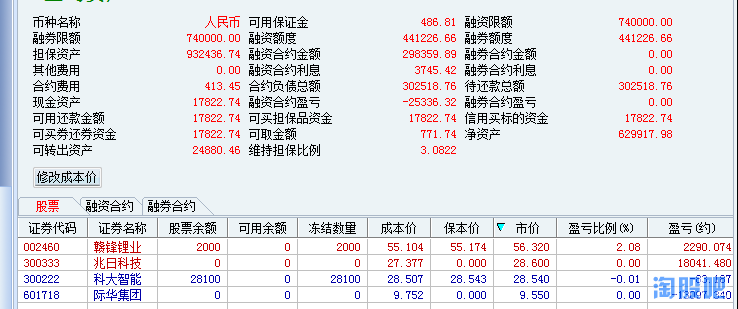 币种名称 人民币 可用保证金 486.81 融资限额 740000.00
融券限额 740000.00 融资额度 441226.66 融券额度 441226.66
担保资产 932436.74 融资合约金额 298359.89 融券合约金额 0.00
其他费用 0.00 融资合约利息 3745.42 融券合约利息 0.00
合约费用 413.45 合约负债总额 302518.76 待还款总额 302518.76
现金资产 17822.74 融资合约盈亏 -25336.32 融券合约盈亏 0.00
可用还款金额 17822.74 可买担保品资金 17822.74 信用买标的资金 17822.74
可买券还券资金 17822.74 可取金额 771.74 净资产 629917.98
可转出资产 24880.46 维持担保比例 3.0822
修改成本价
股票 融资合约 融券合约
证券代码 证券名称 股票余额 可用余额 冻结数量 成本价 保本价 市价 盈亏比例(%) 盈亏(约)
002460 赣锋锂业 2000 0 2000 55.104 55.174 56.320 2.08 2290.074
300333 兆日科技 0 0 0 27.377 0.000 28.600 0.00 18041.480
300222 科大智能 28100 0 28100 28.507 28.543 28.540 -0.01
601718 际华集团 0 0 0 9.752 0.000 9.550 0.00
淘股吧